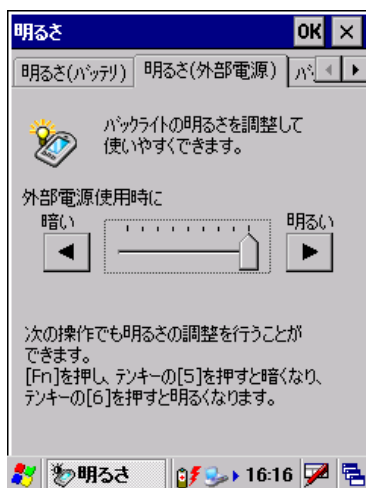 明るさ OK ×
明るさ(バッテリ) 明るさ(外部電源)
バックライトの明るさを調整して
使いやすくできます。
外部電源使用時に
暗い 明るい
次の操作でも明るさの調整を行うことが
できます。
[Fn]を押し、テンキーの[5]を押すと暗くなり、
テンキーの[6]を押すと明るくなります。
明るさ 16:16